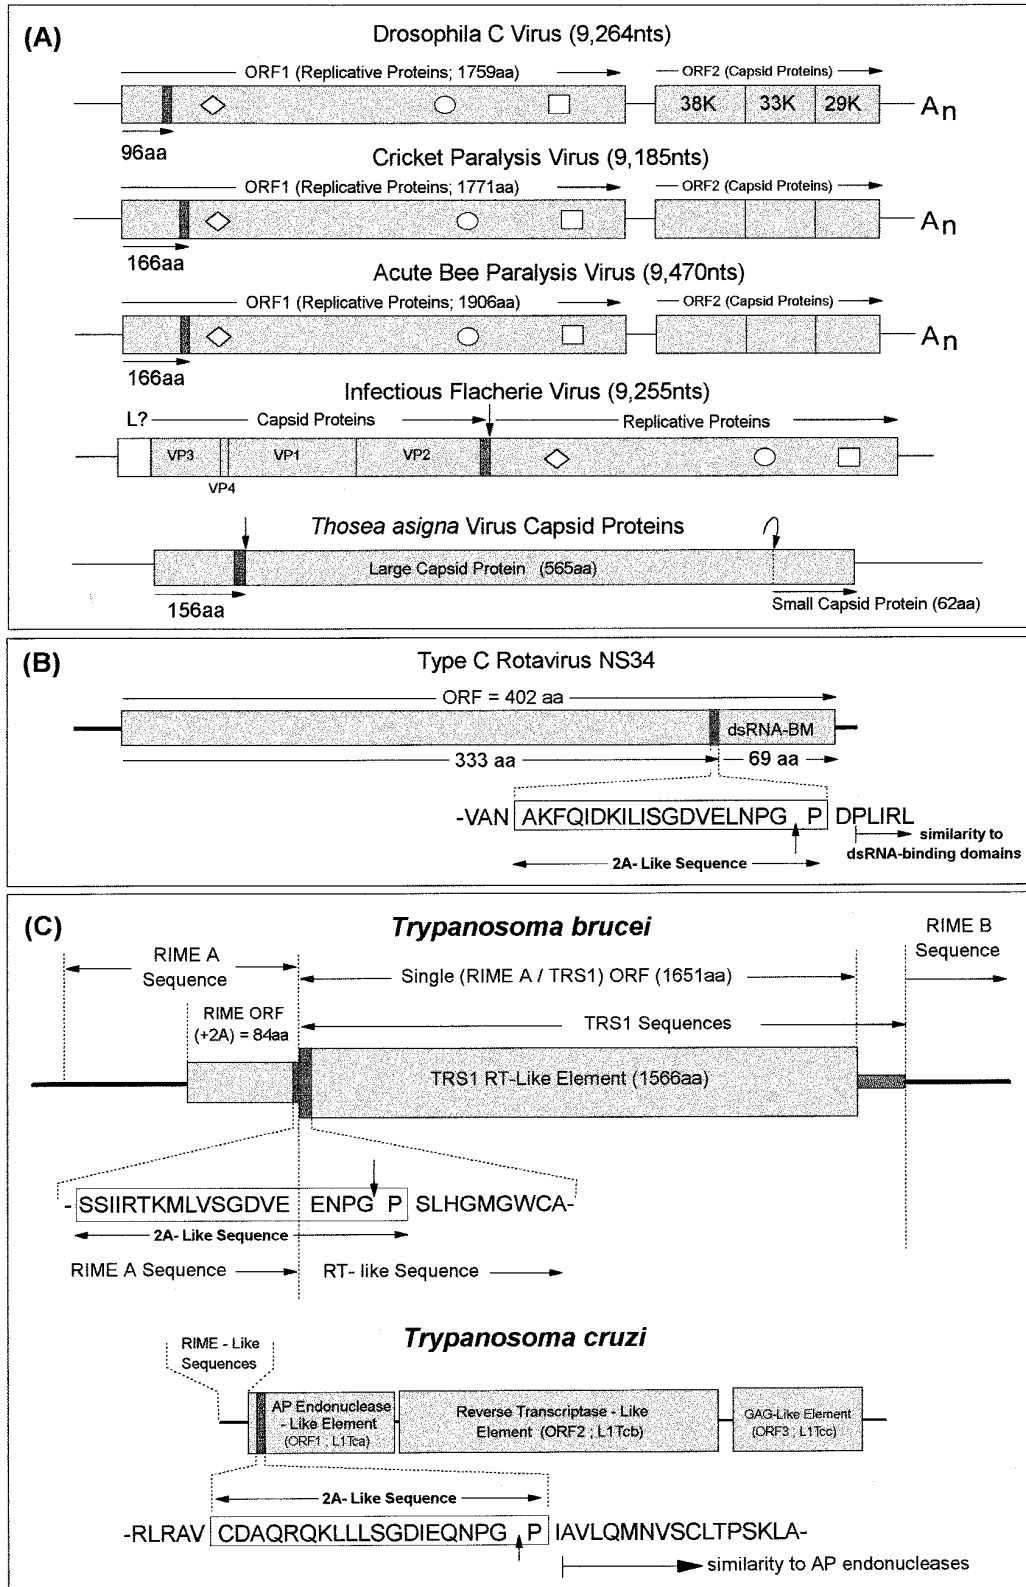 (A)
Drosophila C Virus (9,264nts)
ORF1 (Replicative Proteins; 1759aa)
ORF2 (Capsid Proteins)
38K 33K 29K
An
96aa
Cricket Paralysis Virus (9,185nts)
ORF1 (Replicative Proteins; 1771aa)
ORF2 (Capsid Proteins)
An
166aa
Acute Bee Paralysis Virus (9,470nts)
ORF1 (Replicative Proteins; 1906aa)
ORF2 (Capsid Proteins)
An
166aa
Infectious Flacherie Virus (9,255nts)
L? Capsid Proteins Replicative Proteins
VP3 VP1 VP2
VP4
Thosea asigna Virus Capsid Proteins
Large Capsid Protein (565aa)
156aa
Small Capsid Protein (62aa)
(B)
Type C Rotavirus NS34
ORF = 402 aa
dsRNA-BM
333 aa 69 aa
-VAN AKFQIDKILISGDVELNPG P DPLIRL
2A- Like Sequence
similarity to
dsRNA-binding domains
(C)
Trypanosoma brucei
RIME A
Sequence
RIME B
Sequence
Single (RIME A / TRS1) ORF (1651aa)
RIME ORF
(+2A) = 84aa
TRS1 Sequences
TRS1 RT-Like Element (1566aa)
- SSIIRTKMLVSGDVE ENPG P SLHGMGWCA-
2A- Like Sequence
RIME A Sequence RT- like Sequence
Trypanosoma cruzi
RIME - Like
Sequences
AP Endonuclease
- Like Element
(ORF1 ; L1Tca)
Reverse Transcriptase - Like
Element (ORF2 ; L1Tcb)
GAG-Like Element
(ORF3 ; L1Tcc)
2A- Like Sequence
-RLRAV CDAQRQKLLLSGDIEQNPG P IAVLQMNVSCLTPSKLA-
similarity to AP endonucleases